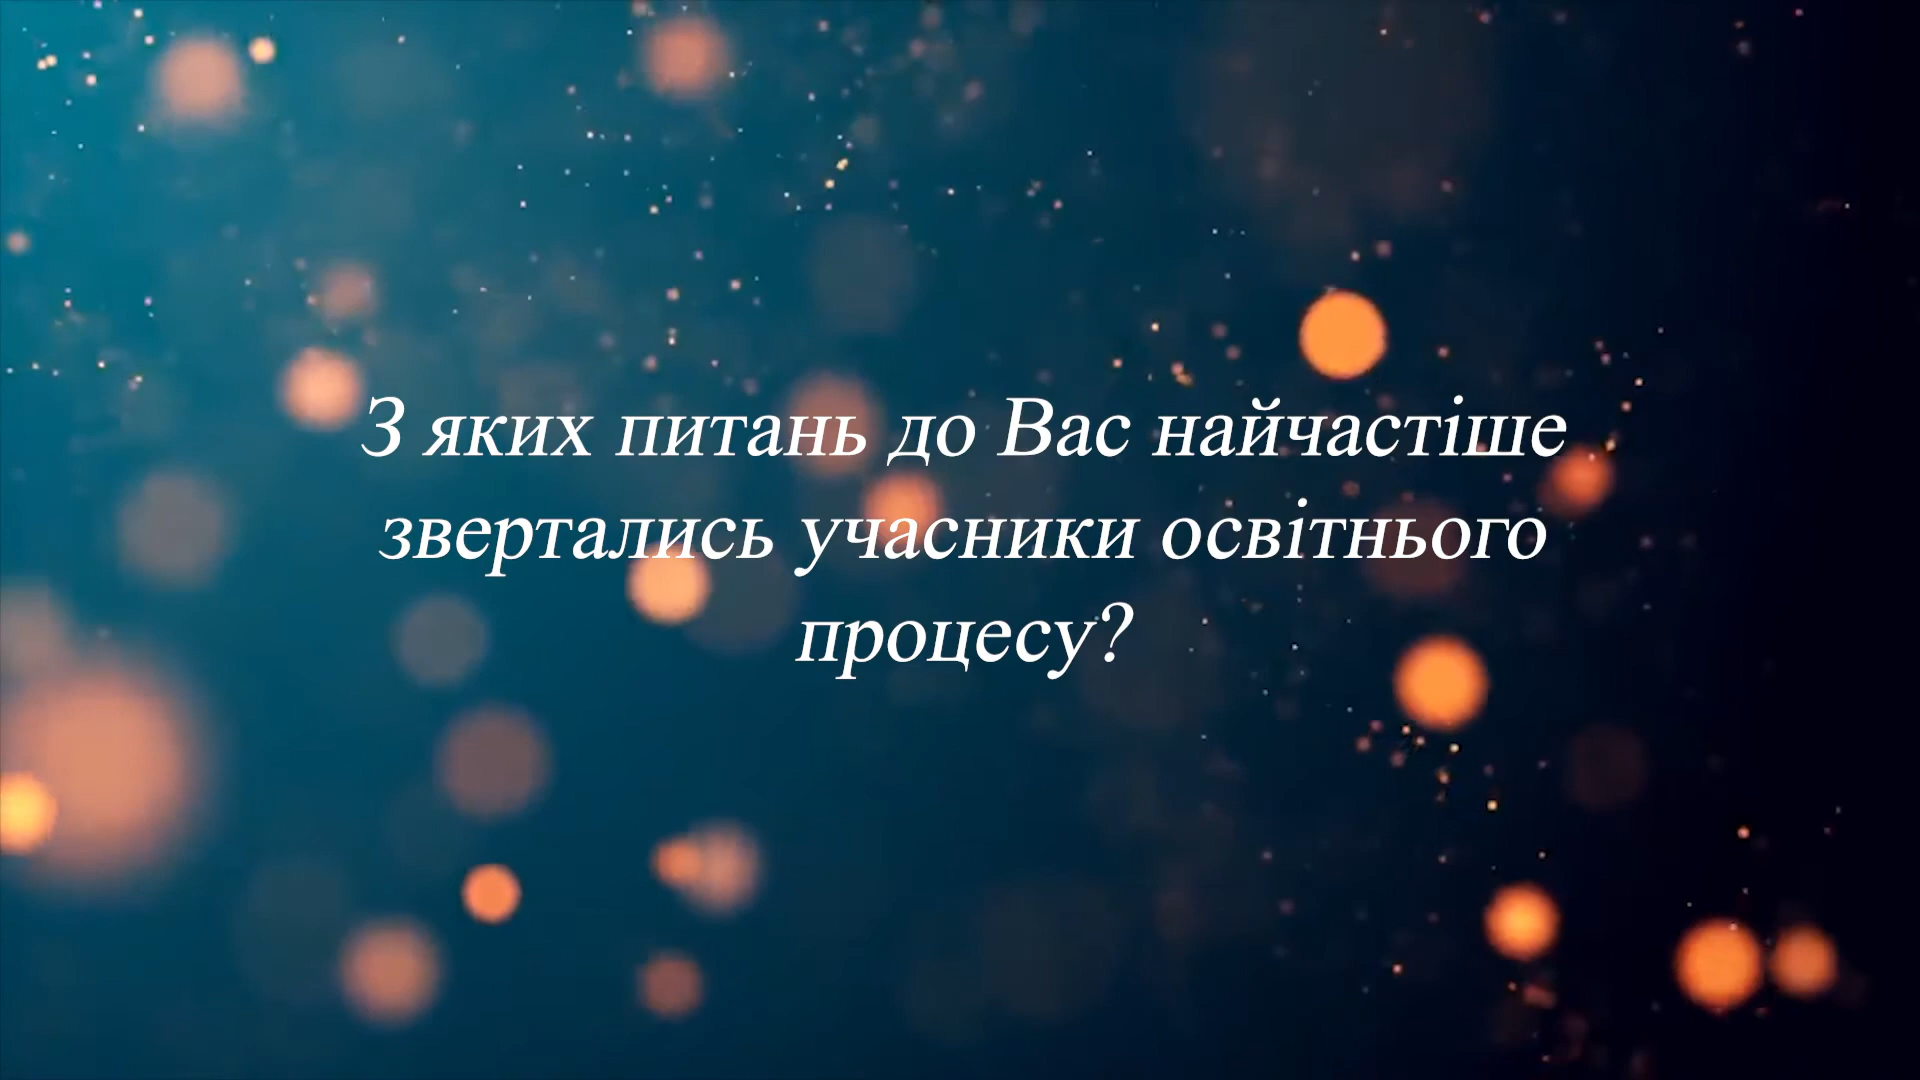 З яких питань до Вас найчастіше
звертались учасники освітнього
процесу?